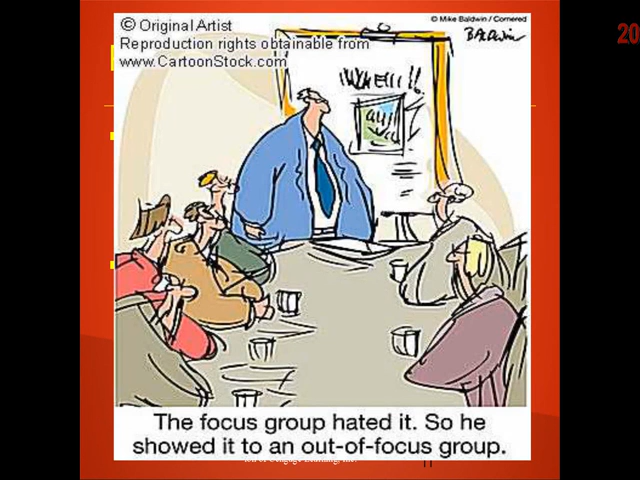 © Original Artist
Reproduction rights obtainable from
www.CartoonStock.com
© Mike Baldwin / Cornered
BALDWIN
20
The focus group hated it. So he
showed it to an out-of-focus group.